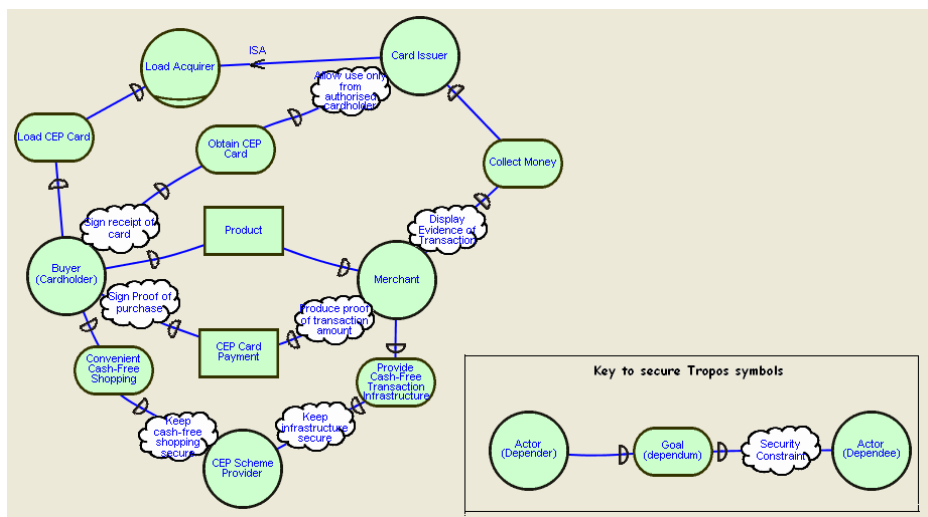 ISA
Card Issuer
Load Acquirer
Allow use only
from
authorised
cardholder
Load CEP Card
Obtain CEP
Card
Collect Money
Sign receipt of
card
Product
Display
Evidence of
Transaction
Buyer
(Cardholder)
Merchant
Sign Proof of
purchase
Produce proof
of transaction
amount
CEP Card
Payment
Convenient
Cash-Free
Shopping
Provide
Cash-Free
Transaction
Infrastructure
Keep
cash-free
shopping
secure
Keep
infrastructure
secure
CEP Scheme
Provider
Key to secure Tropos symbols
Actor
(Depender)
Goal
(dependum)
Security
Constraint
Actor
(Dependee)